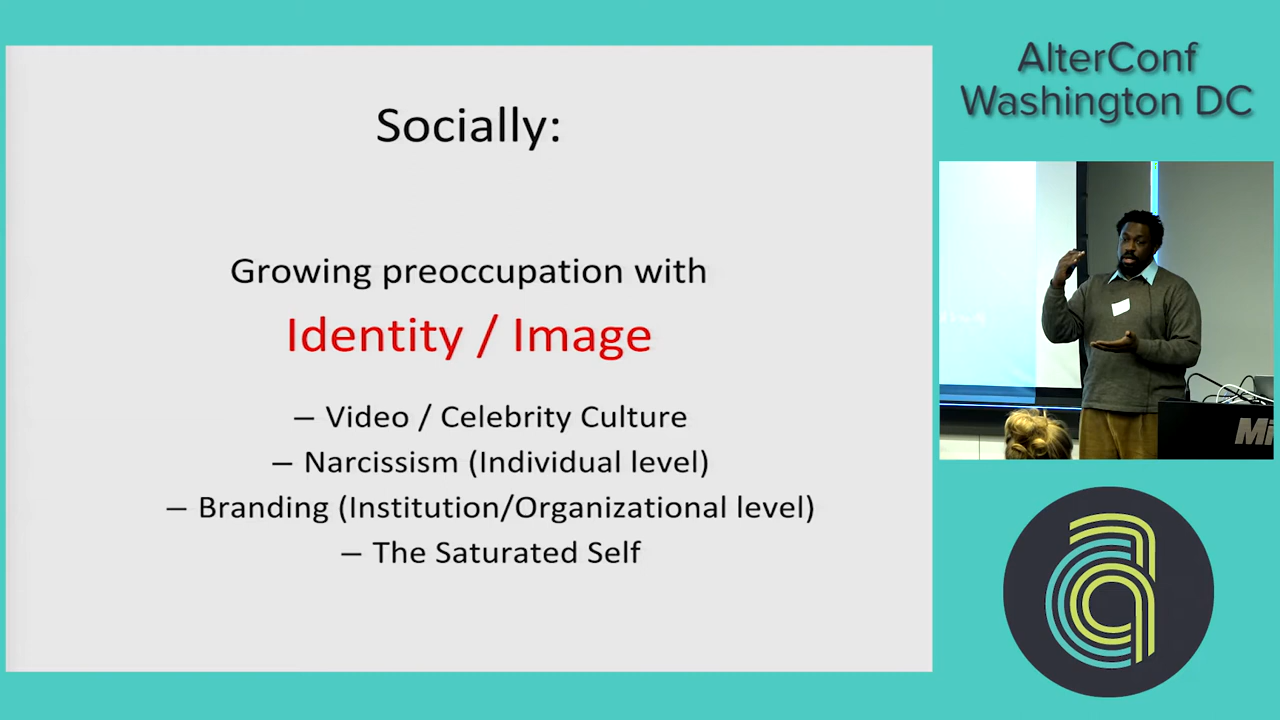 Socially:
Growing preoccupation with
Identity / Image
– Video / Celebrity Culture
– Narcissism (Individual level)
– Branding (Institution/Organizational level)
– The Saturated Self
AlterConf
Washington DC